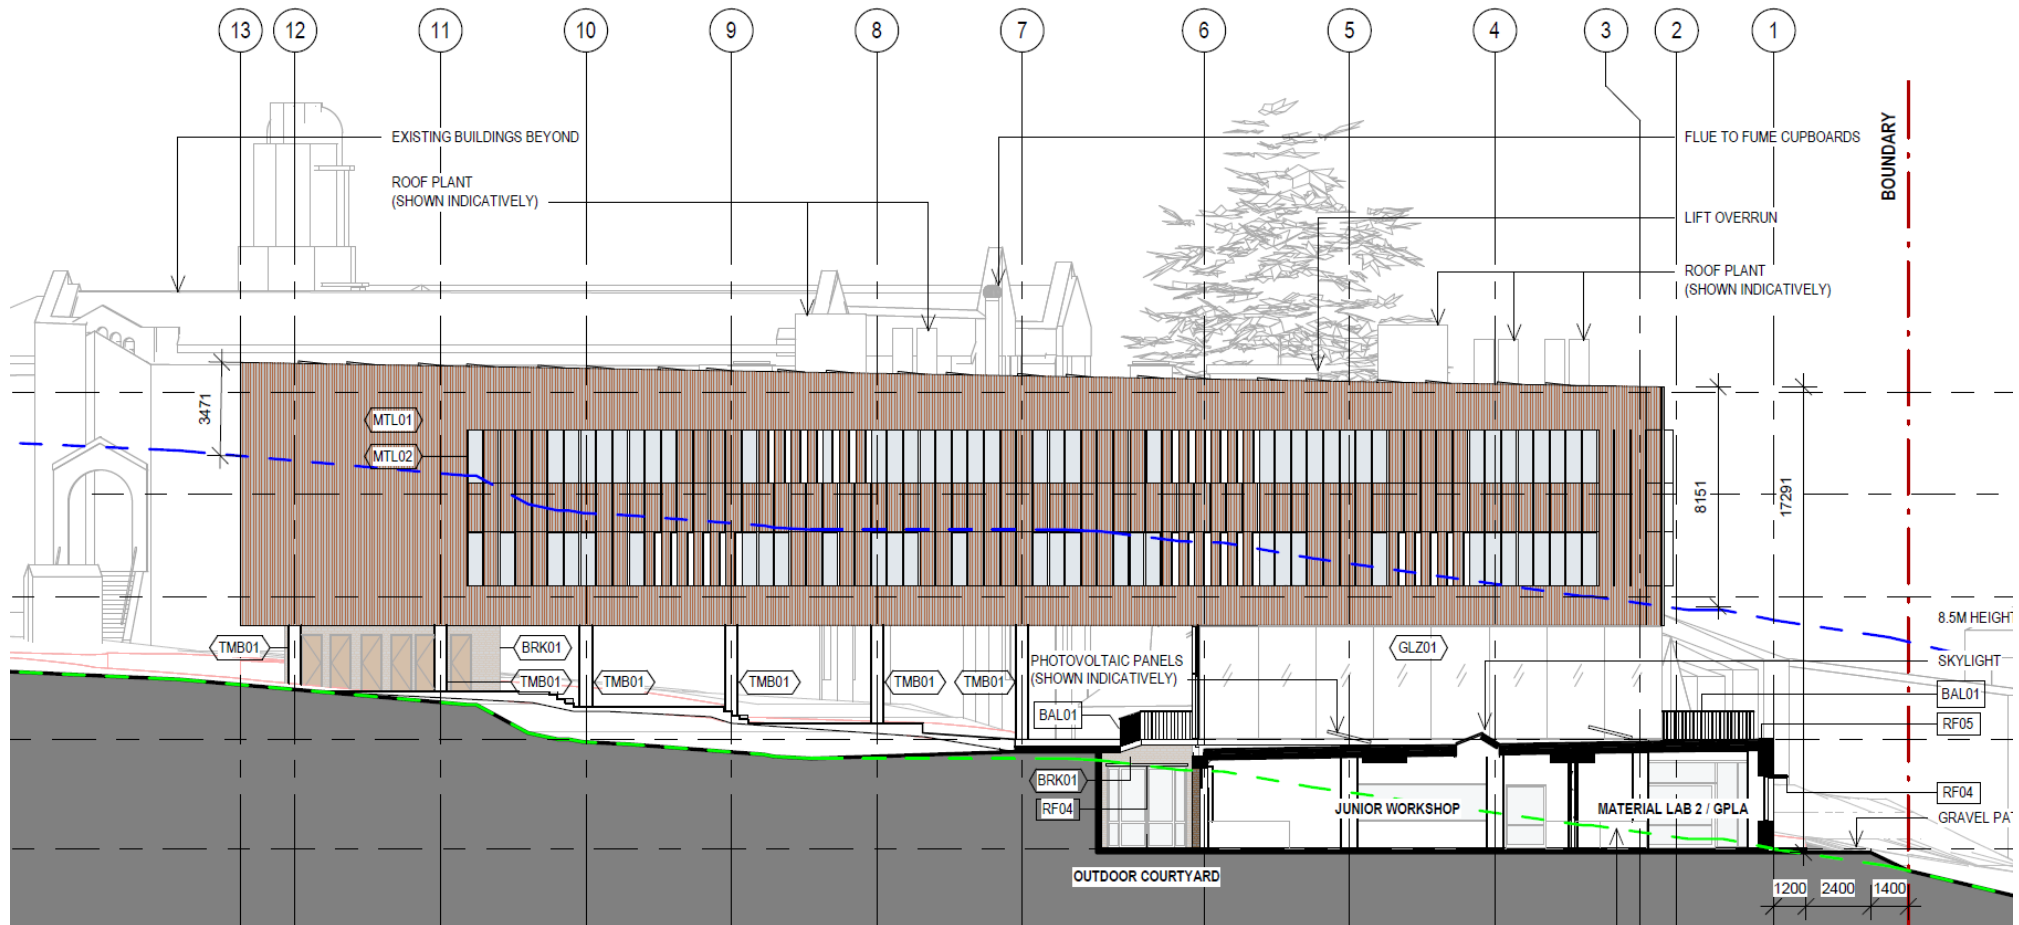 13 12 11 10 9 8 7 6 5 4 3 2 1
EXISTING BUILDINGS BEYOND
ROOF PLANT
(SHOWN INDICATIVELY)
FLUE TO FUME CUPBOARDS
BOUNDARY
LIFT OVERRUN
ROOF PLANT
(SHOWN INDICATIVELY)
3471
MTL01
MTL02
8151
17291
8.5M HEIGHT
TMB01
BRK01
GLZ01
PHOTOVOLTAIC PANELS
(SHOWN INDICATIVELY)
SKYLIGHT
TMB01
TMB01
TMB01
TMB01
TMB01
BAL01
BAL01
RF05
BRK01
RF04
JUNIOR WORKSHOP
MATERIAL LAB 2 / GPLA
RF04
GRAVEL PAT
OUTDOOR COURTYARD
1200 2400 1400